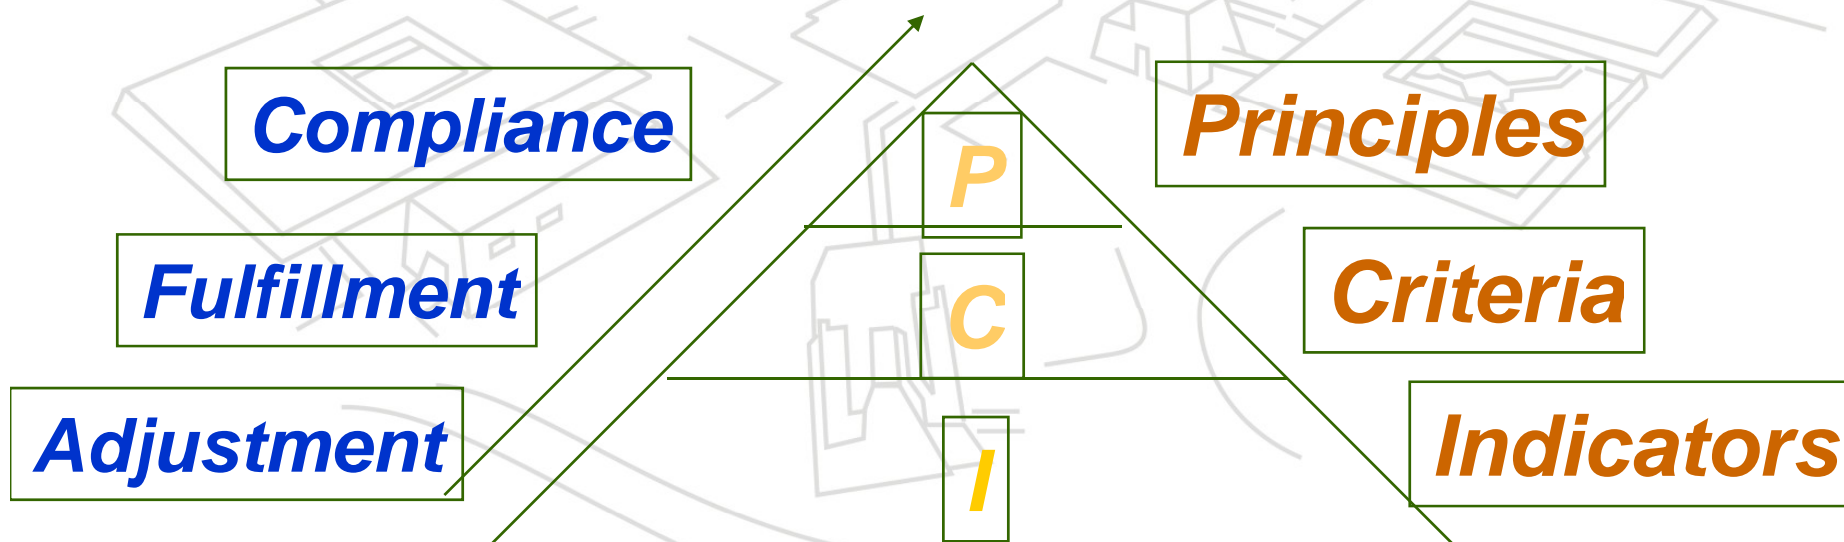 Compliance
P
Principles
Fulfillment
C
Criteria
Adjustment
I
Indicators